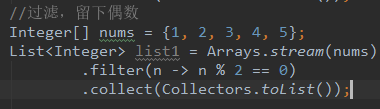 //过滤，留下偶数
Integer[] nums = {1, 2, 3, 4, 5};
List<Integer> list1 = Arrays.stream(nums)
        .filter(n -> n % 2 == 0)
        .collect(Collectors.toList());